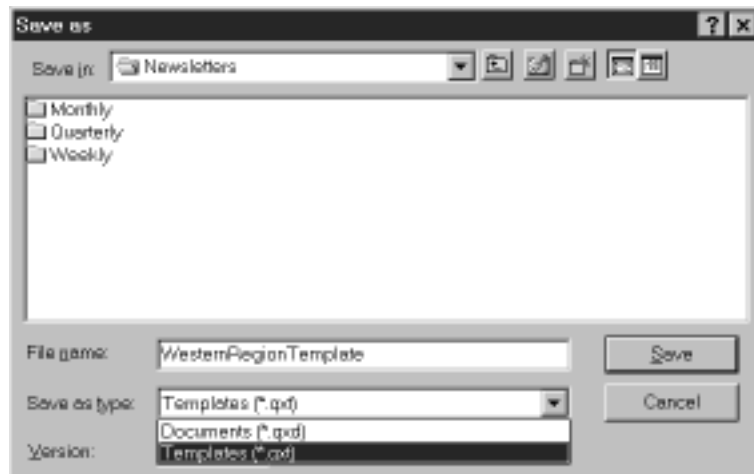 Save as
Save in: Newsletters
Monthly
Quarterly
Weekly
File name: WesternRegionTemplate Save
Save as type: Templates (*.qxt) Cancel
Documents (*.qxd)
Version: Templates (*.qxt)